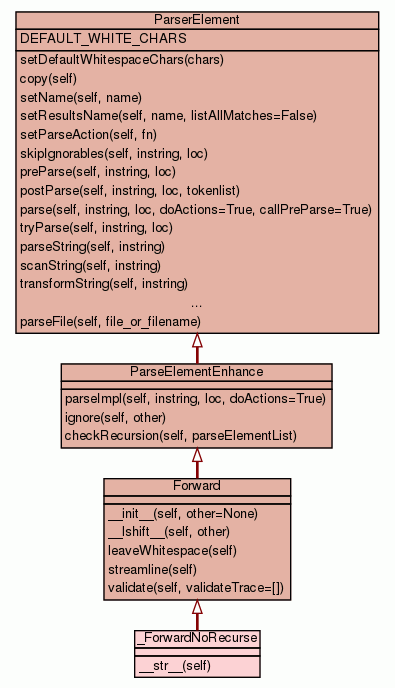 ParserElement
DEFAULT_WHITE_CHARS
setDefaultWhitespaceChars(chars)
copy(self)
setName(self, name)
setResultsName(self, name, listAllMatches=False)
setParseAction(self, fn)
skipIgnorables(self, instring, loc)
preParse(self, instring, loc)
postParse(self, instring, loc, tokenlist)
parse(self, instring, loc, doActions=True, callPreParse=True)
tryParse(self, instring, loc)
parseString(self, instring)
scanString(self, instring)
transformString(self, instring)
...
parseFile(self, file_or_filename)
ParseElementEnhance
parseImpl(self, instring, loc, doActions=True)
ignore(self, other)
checkRecursion(self, parseElementList)
Forward
__init__(self, other=None)
__lshift__(self, other)
leaveWhitespace(self)
streamline(self)
validate(self, validateTrace=[])
_ForwardNoRecurse
__str__(self)